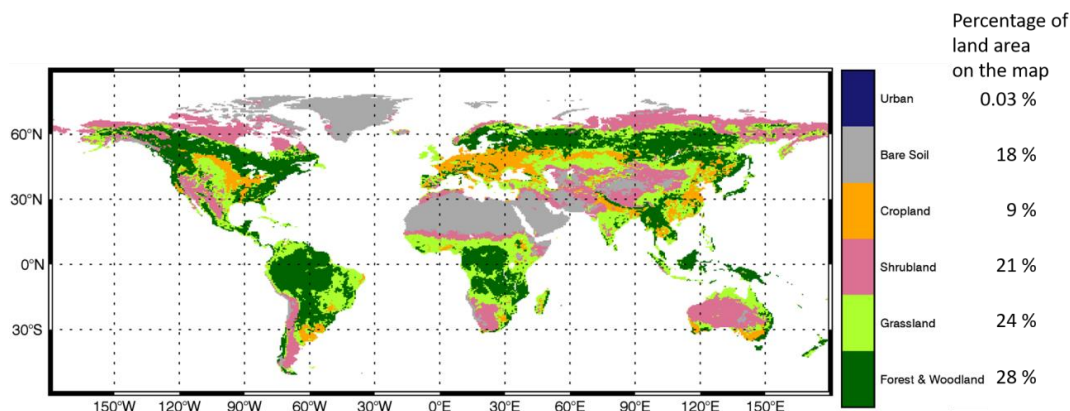 Percentage of
land area
on the map
Urban 0.03 %
Bare Soil 18 %
Cropland 9 %
Shrubland 21 %
Grassland 24 %
Forest & Woodland 28 %
60°N
30°N
0°N
30°S
150°W 120°W 90°W 60°W 30°W 0°E 30°E 60°E 90°E 120°E 150°E